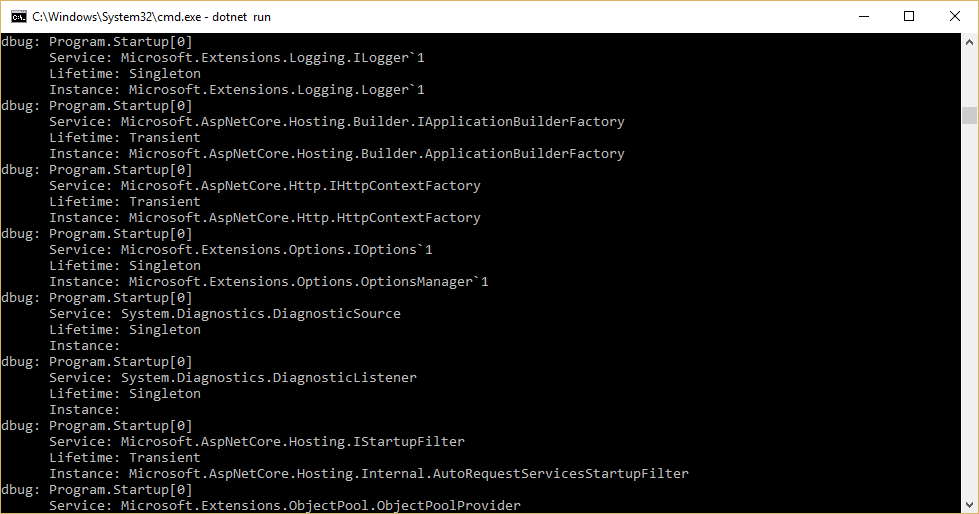 C:\Windows\System32\cmd.exe - dotnet  run
dbug: Program.Startup[0]
      Service: Microsoft.Extensions.Logging.ILogger`1
      Lifetime: Singleton
      Instance: Microsoft.Extensions.Logging.Logger`1
dbug: Program.Startup[0]
      Service: Microsoft.AspNetCore.Hosting.Builder.IApplicationBuilderFactory
      Lifetime: Transient
      Instance: Microsoft.AspNetCore.Hosting.Builder.ApplicationBuilderFactory
dbug: Program.Startup[0]
      Service: Microsoft.AspNetCore.Http.IHttpContextFactory
      Lifetime: Transient
      Instance: Microsoft.AspNetCore.Http.HttpContextFactory
dbug: Program.Startup[0]
      Service: Microsoft.Extensions.Options.IOptions`1
      Lifetime: Singleton
      Instance: Microsoft.Extensions.Options.OptionsManager`1
dbug: Program.Startup[0]
      Service: System.Diagnostics.DiagnosticSource
      Lifetime: Singleton
      Instance:
dbug: Program.Startup[0]
      Service: System.Diagnostics.DiagnosticListener
      Lifetime: Singleton
      Instance:
dbug: Program.Startup[0]
      Service: Microsoft.AspNetCore.Hosting.IStartupFilter
      Lifetime: Transient
      Instance: Microsoft.AspNetCore.Hosting.Internal.AutoRequestServicesStartupFilter
dbug: Program.Startup[0]
      Service: Microsoft.Extensions.ObjectPool.ObjectPoolProvider